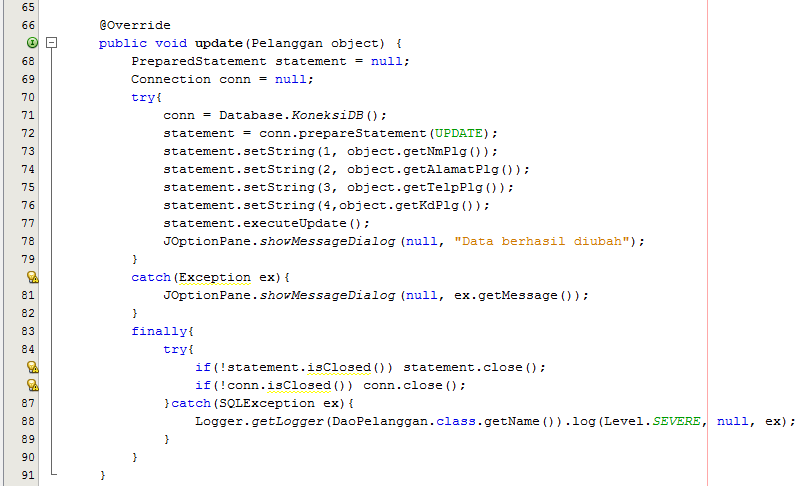 65
66 @Override
public void update(Pelanggan object) {
68 PreparedStatement statement = null;
69 Connection conn = null;
70 try{
71 conn = Database.KoneksiDB();
72 statement = conn.prepareStatement(UPDATE);
73 statement.setString(1, object.getNmPlg());
74 statement.setString(2, object.getAlamatPlg());
75 statement.setString(3, object.getTelpPlg());
76 statement.setString(4,object.getKdPlg());
77 statement.executeUpdate();
78 JOptionPane.showMessageDialog(null, "Data berhasil diubah");
79 }
catch(Exception ex){
81 JOptionPane.showMessageDialog(null, ex.getMessage());
82 }
83 finally{
84 try{
if(!statement.isClosed()) statement.close();
if(!conn.isClosed()) conn.close();
87 }catch(SQLException ex){
88 Logger.getLogger(DaoPelanggan.class.getName()).log(Level.SEVERE, null, ex);
89 }
90 }
91 }